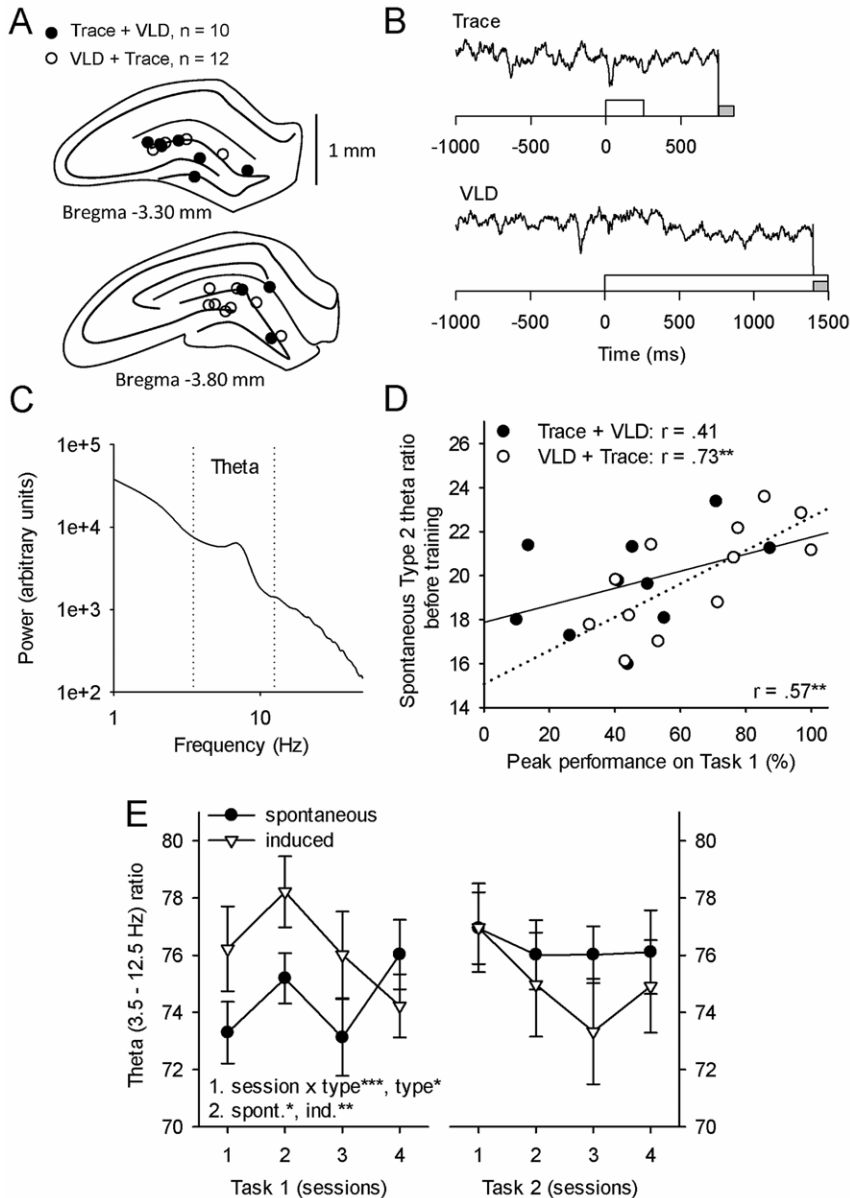 A
Trace + VLD, n = 10
VLD + Trace, n = 12
1 mm
Bregma -3.30 mm
Bregma -3.80 mm
B
Trace
-1000 -500 0 500
VLD
-1000 -500 0 500 1000 1500
Time (ms)
C
1e+5
1e+4
1e+3
1e+2
Power (arbitrary units)
Theta
1 10
Frequency (Hz)
D
Trace + VLD: r = .41
VLD + Trace: r = .73**
26
24
22
20
18
16
14
Spontaneous Type 2 theta ratio
before training
r = .57**
0 20 40 60 80 100
Peak performance on Task 1 (%)
E
spontaneous
induced
80
78
76
74
72
70
Theta (3.5 - 12.5 Hz) ratio
1. session x type***, type*
2. spont.*, ind.**
1 2 3 4
Task 1 (sessions)
80
78
76
74
72
70
1 2 3 4
Task 2 (sessions)